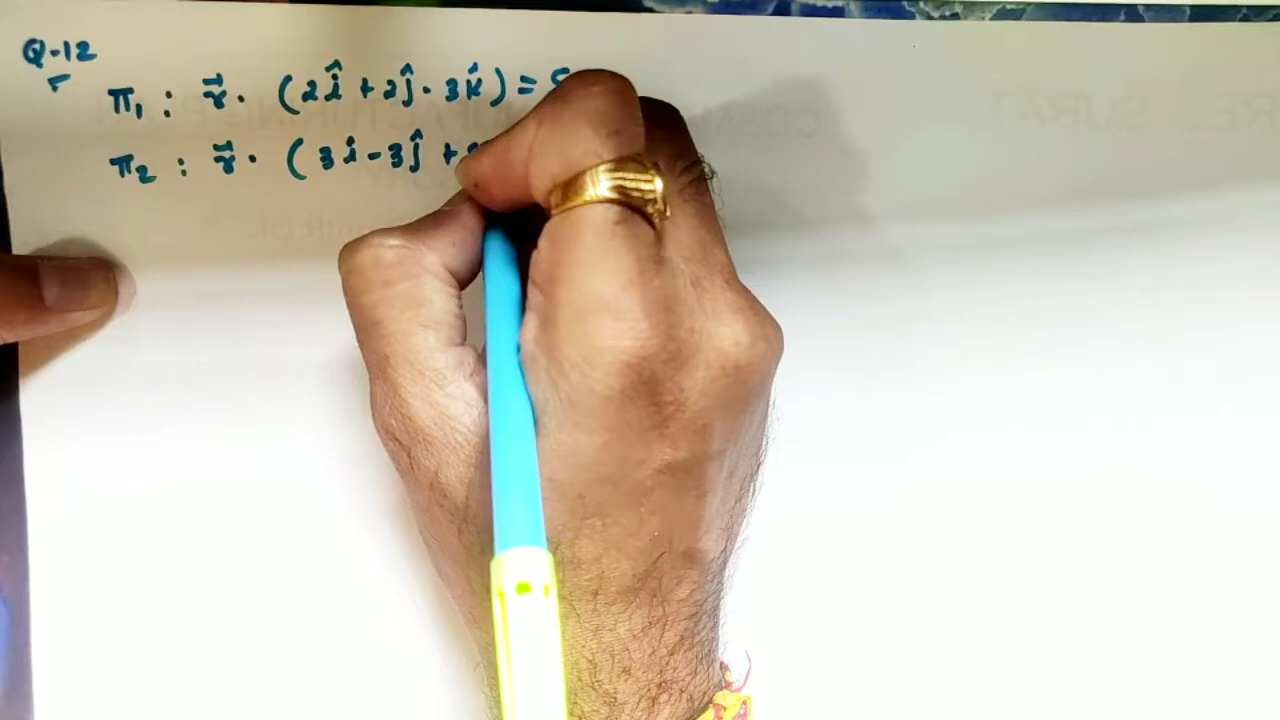 Q-12
π₁ : r⃗ · (2î + 2ĵ - 3k̂) =
π₂ : r⃗ · (3î - 3ĵ +